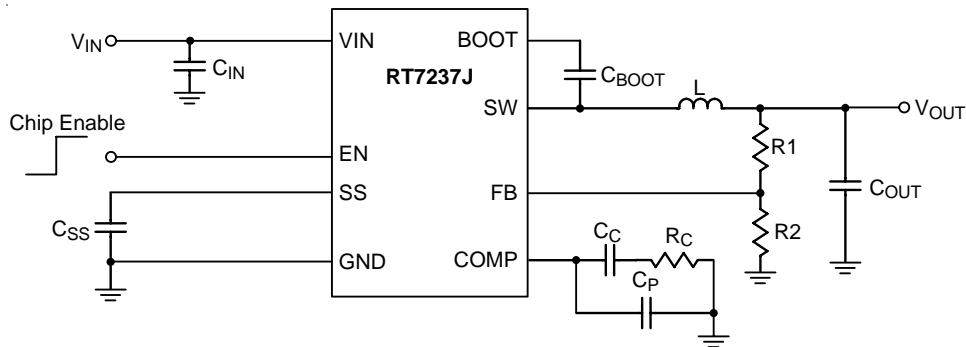 VIN
CIN
Chip Enable
CSS
VIN
EN
SS
GND
RT7237J
BOOT
SW
FB
COMP
CBOOT
L
VOUT
R1
R2
COUT
CC
RC
CP